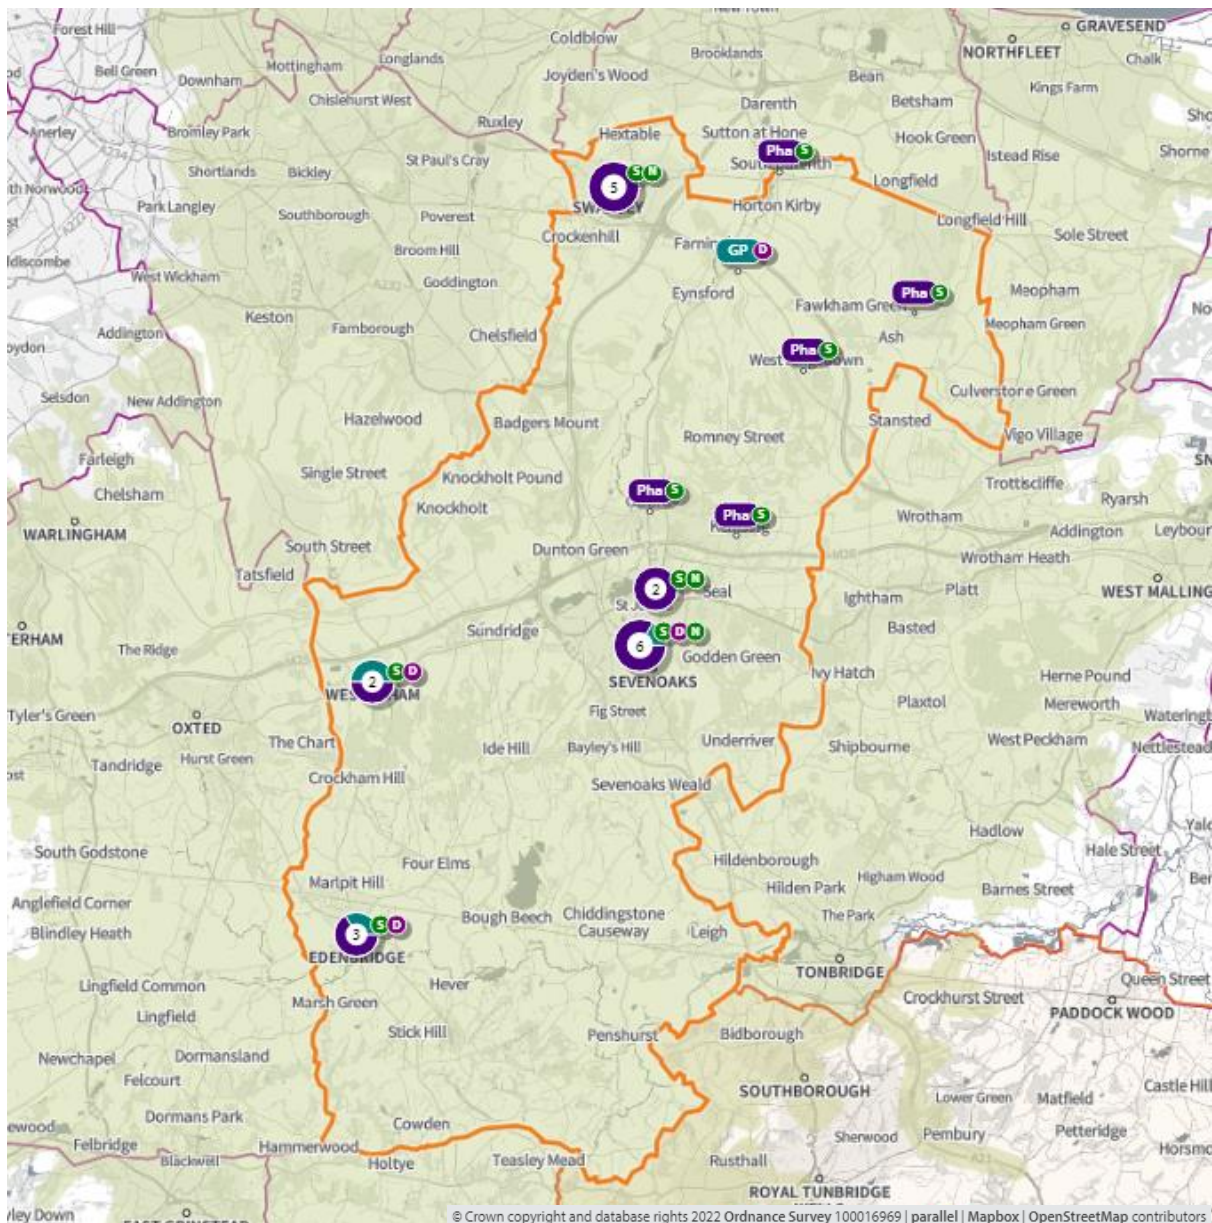 Forest Hill
Coldblow
GRAVESEND
Mottingham
Longlands
Brooklands
NORTHFLEET
Bell Green
Downham
Joyden's Wood
Bean
Chalk
Kings Farm
Chislehurst West
Darenth
Betsham
Anerley
Bromley Park
Ruxley
Hextable
Sutton at Hone
Hook Green
A234
St Paul's Cray
Pha S
Istead Rise
Shorne
Shortlands
Bickley
5 S N
Longfield
Park Langley
Southborough
Poverest
Horton Kirby
Longfield Hill
Crockenhill
Sole Street
Broom Hill
GP D
West Wickham
Goddington
Eynsford
Pha S
Meopham
Keston
Farnborough
Fawkham Green
Addington
Chelsfield
Ash
Meopham Green
Pha S
Selsdon
New Addington
Culverstone Green
Hazelwood
Badgers Mount
Romney Street
Stansted
Vigo Village
Farleigh
Single Street
Knockholt Pound
Trottiscliffe
Chelsham
Pha S
Ryarsh
Knockholt
Pha S
Wrotham
WARLINGHAM
Addington
South Street
Dunton Green
Wrotham Heath
Tatsfield
2 S N
Seal
Ightham
Platt
WEST MALLING
The Ridge
Sundridge
6 S D N
Basted
Godden Green
Ivy Hatch
2 S D
SEVENOAKS
Herne Pound
Tyler's Green
OXTED
Fig Street
Plaxtol
Mereworth
The Chart
Ide Hill
Bayley's Hill
Underriver
Shipbourne
West Peckham
Nettlestead
Tandridge
Hurst Green
Crockham Hill
Sevenoaks Weald
Hadlow
South Godstone
Four Elms
Hildenborough
Hale Street
Marlpit Hill
Hilden Park
Higham Wood
Barnes Street
Anglefield Corner
Bough Beech
Chiddingstone
Causeway
The Park
Blindley Heath
3 S D
Leigh
EDENBRIDGE
TONBRIDGE
Queen Street
Lingfield Common
Hever
Crockhurst Street
Marsh Green
PADDOCK WOOD
Lingfield
Stick Hill
Penshurst
Bidborough
Newchapel
Dormansland
Felcourt
SOUTHBOROUGH
Castle Hill
Lower Green
Matfield
Dormans Park
Cowden
Felbridge
Hammerwood
Sherwood
Pembury
Petteridge
Blackwell
Holtye
Teasley Mead
Rusthall
ROYAL TUNBRIDGE
© Crown copyright and database rights 2022 Ordnance Survey 100016969 | parallel | Mapbox | OpenStreetMap contributors